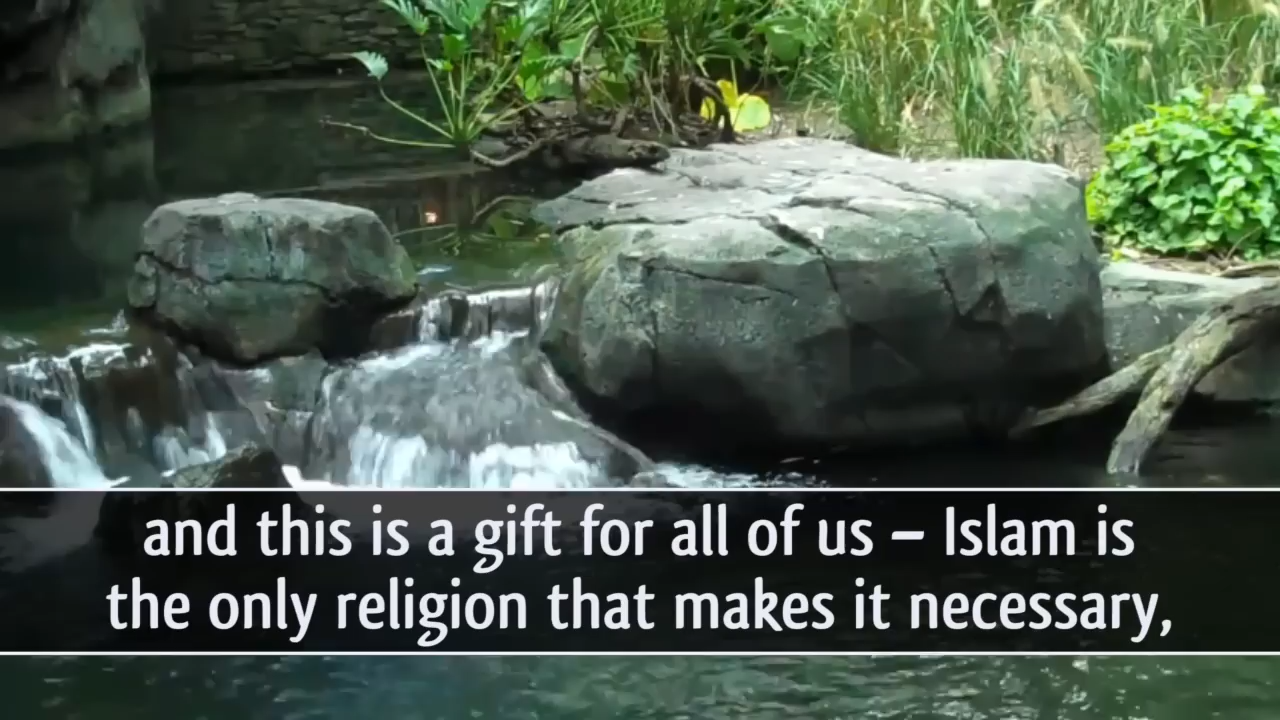 and this is a gift for all of us – Islam is
the only religion that makes it necessary,